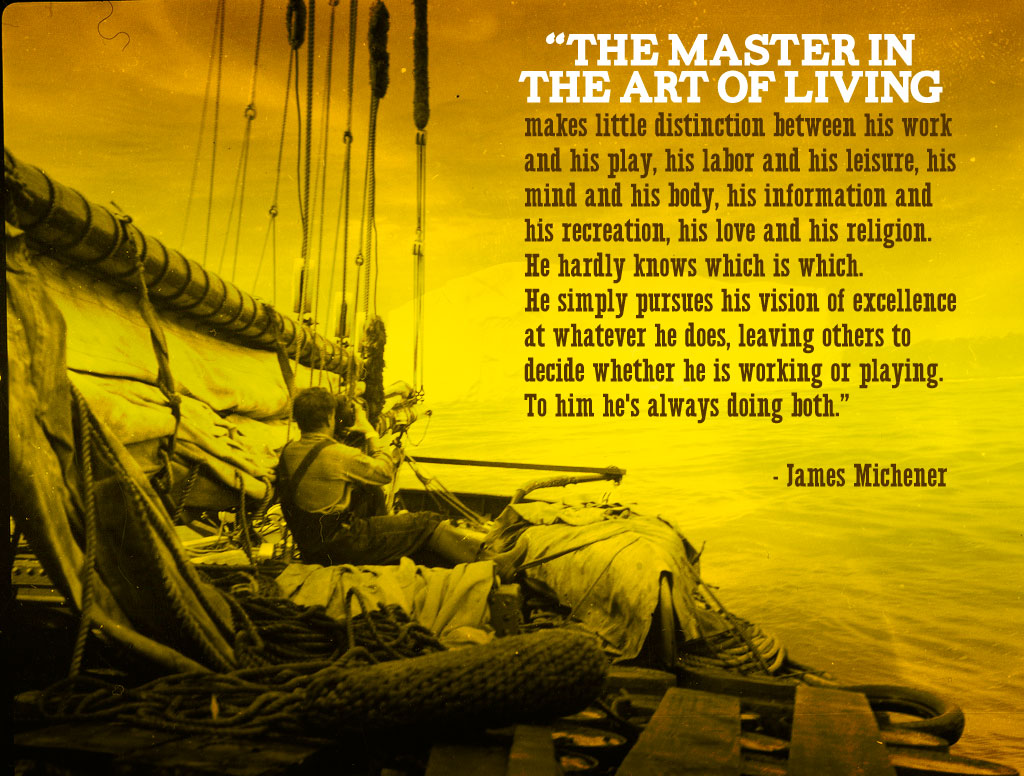 “THE MASTER IN
THE ART OF LIVING
makes little distinction between his work
and his play, his labor and his leisure, his
mind and his body, his information and
his recreation, his love and his religion.
He hardly knows which is which.
He simply pursues his vision of excellence
at whatever he does, leaving others to
decide whether he is working or playing.
To him he's always doing both.”
- James Michener